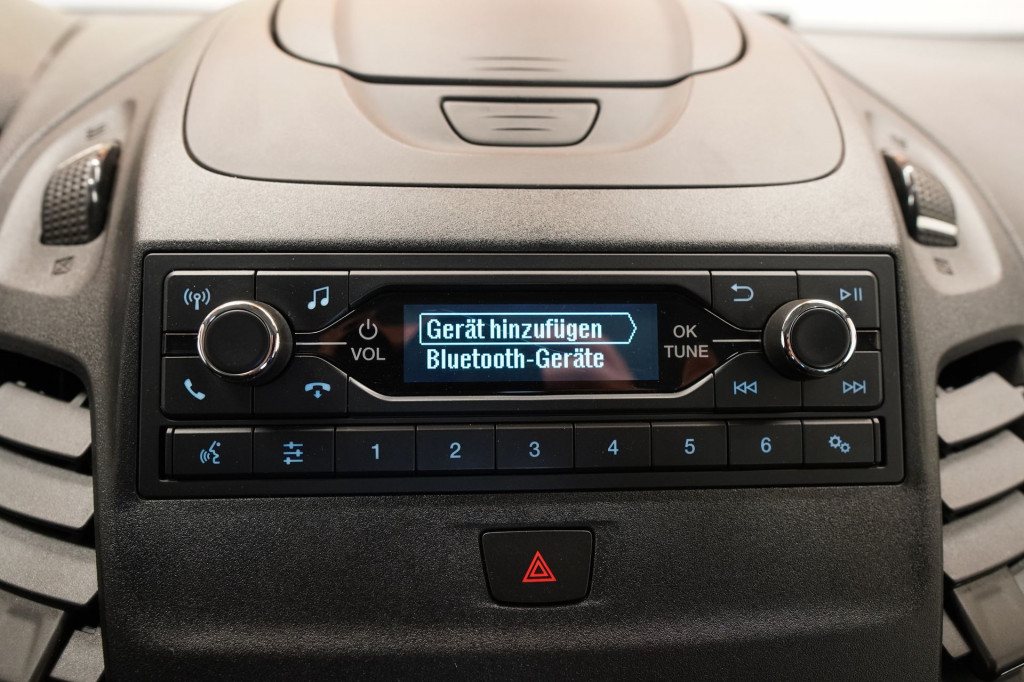 Gerät hinzufügen
Bluetooth-Geräte
VOL
OK
TUNE
1 2 3 4 5 6